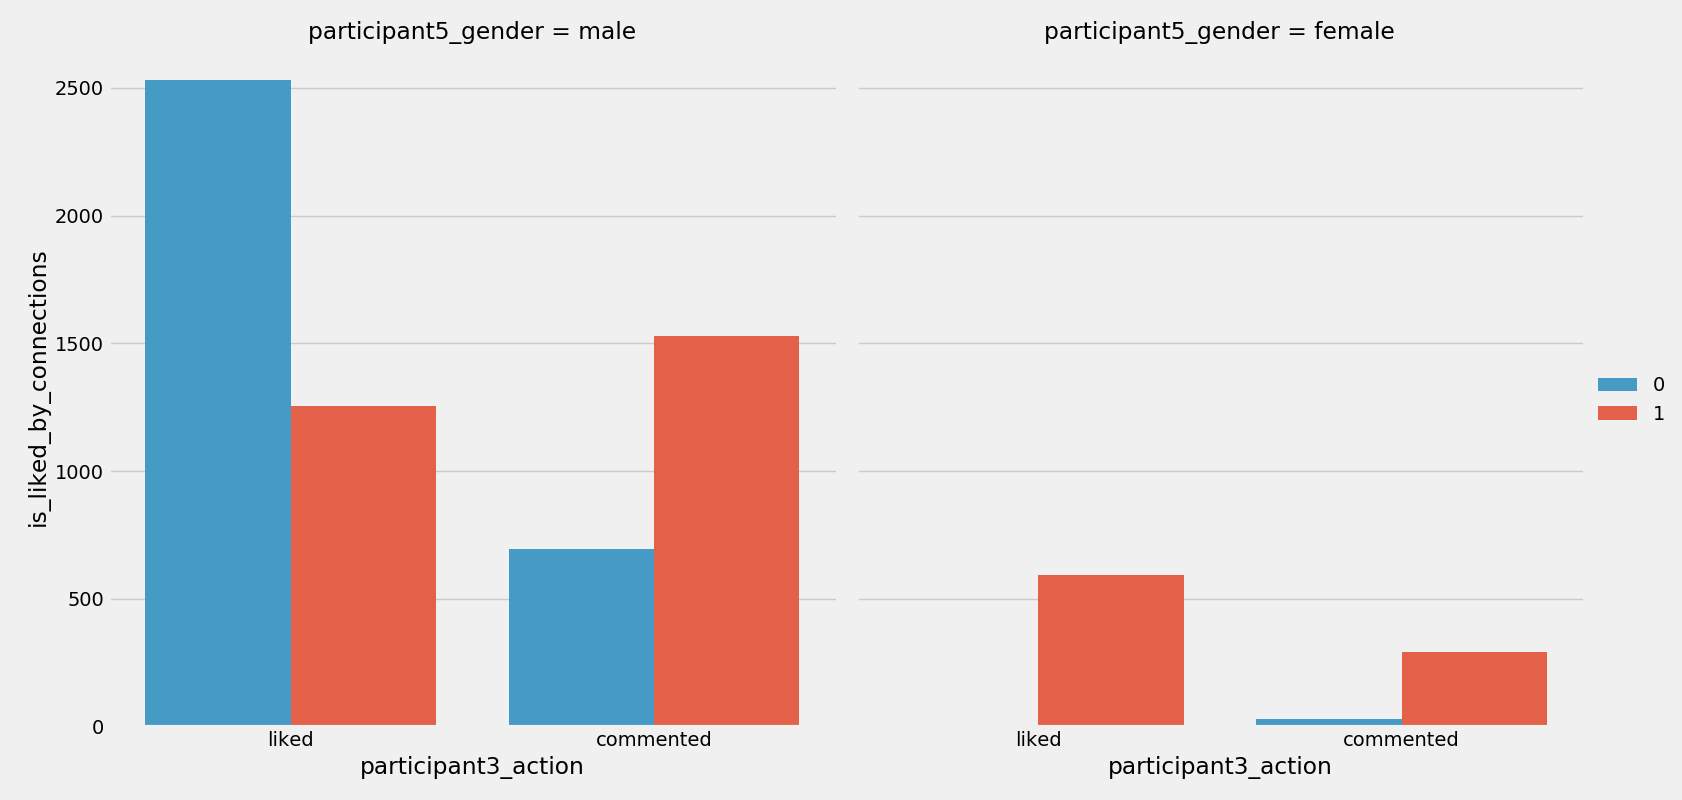 participant5_gender = male
participant5_gender = female
is_liked_by_connections
2500
2000
1500
1000
500
0
liked
commented
liked
commented
participant3_action
participant3_action
0
1